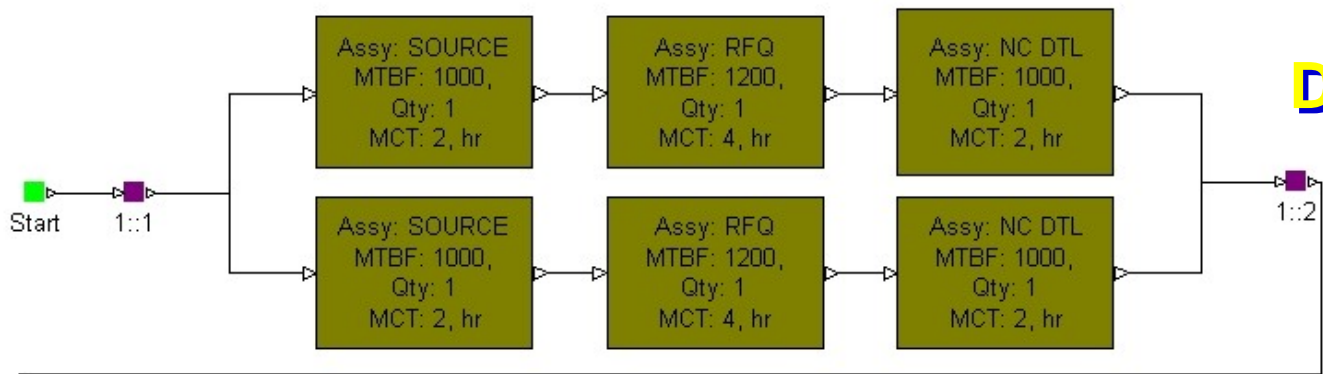 Assy: SOURCE
MTBF: 1000,
Qty: 1
MCT: 2, hr
Assy: RFQ
MTBF: 1200,
Qty: 1
MCT: 4, hr
Assy: NC DTL
MTBF: 1000,
Qty: 1
MCT: 2, hr
D
Start
1::1
1::2
Assy: SOURCE
MTBF: 1000,
Qty: 1
MCT: 2, hr
Assy: RFQ
MTBF: 1200,
Qty: 1
MCT: 4, hr
Assy: NC DTL
MTBF: 1000,
Qty: 1
MCT: 2, hr